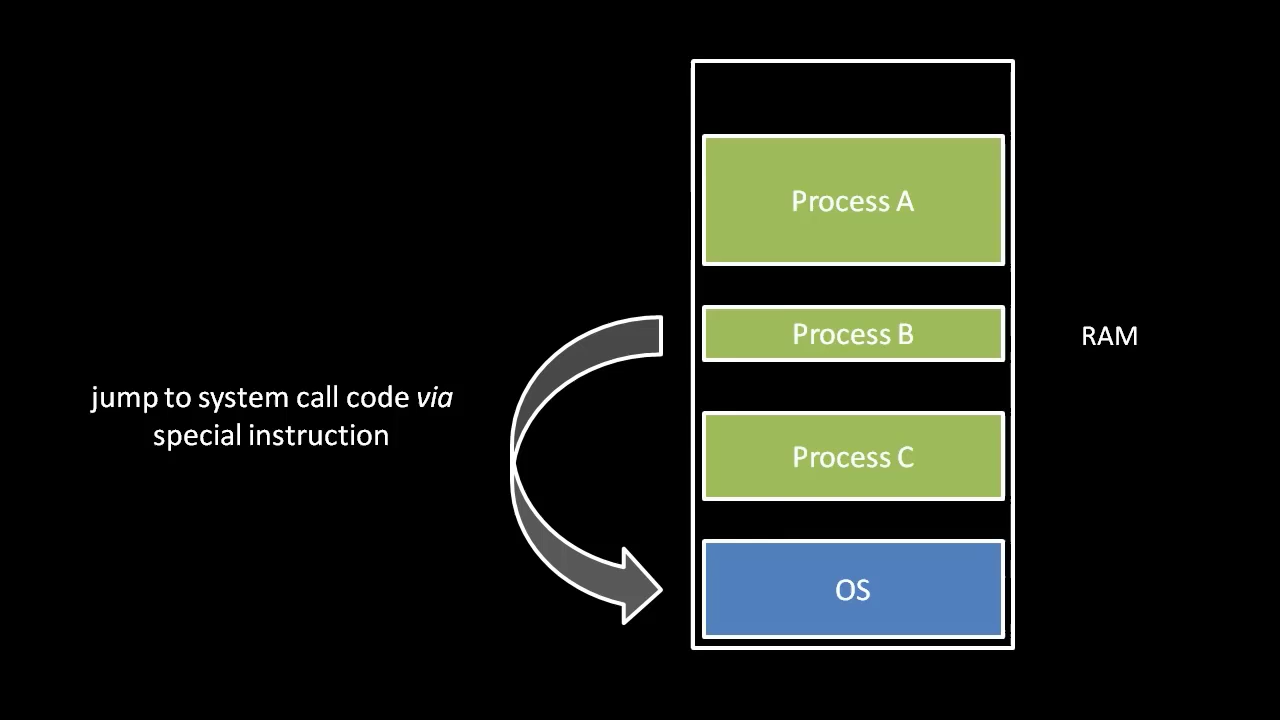 Process A
Process B
RAM
jump to system call code via
special instruction
Process C
OS